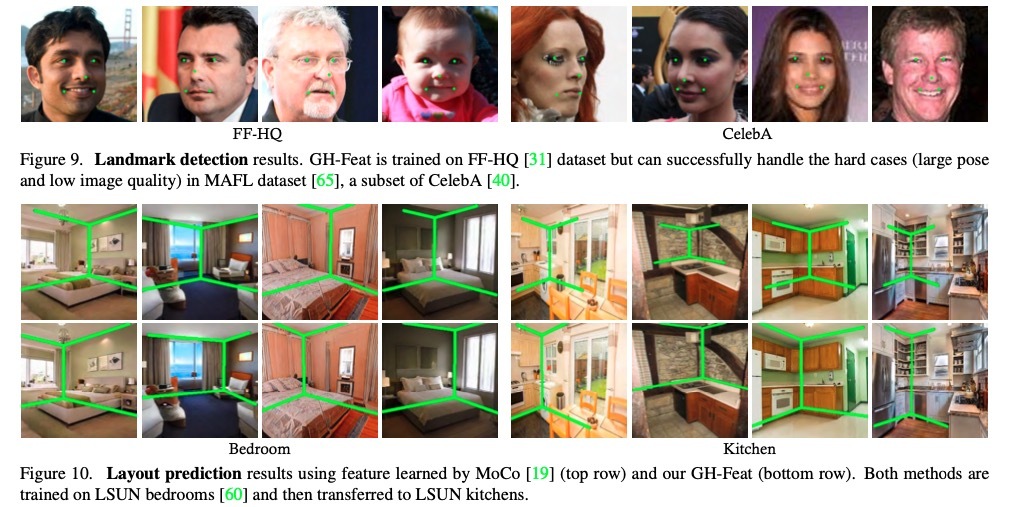 FF-HQ
CelebA
Figure 9. Landmark detection results. GH-Feat is trained on FF-HQ [31] dataset but can successfully handle the hard cases (large pose
and low image quality) in MAFL dataset [65], a subset of CelebA [40].
Bedroom
Kitchen
Figure 10. Layout prediction results using feature learned by MoCo [19] (top row) and our GH-Feat (bottom row). Both methods are
trained on LSUN bedrooms [60] and then transferred to LSUN kitchens.